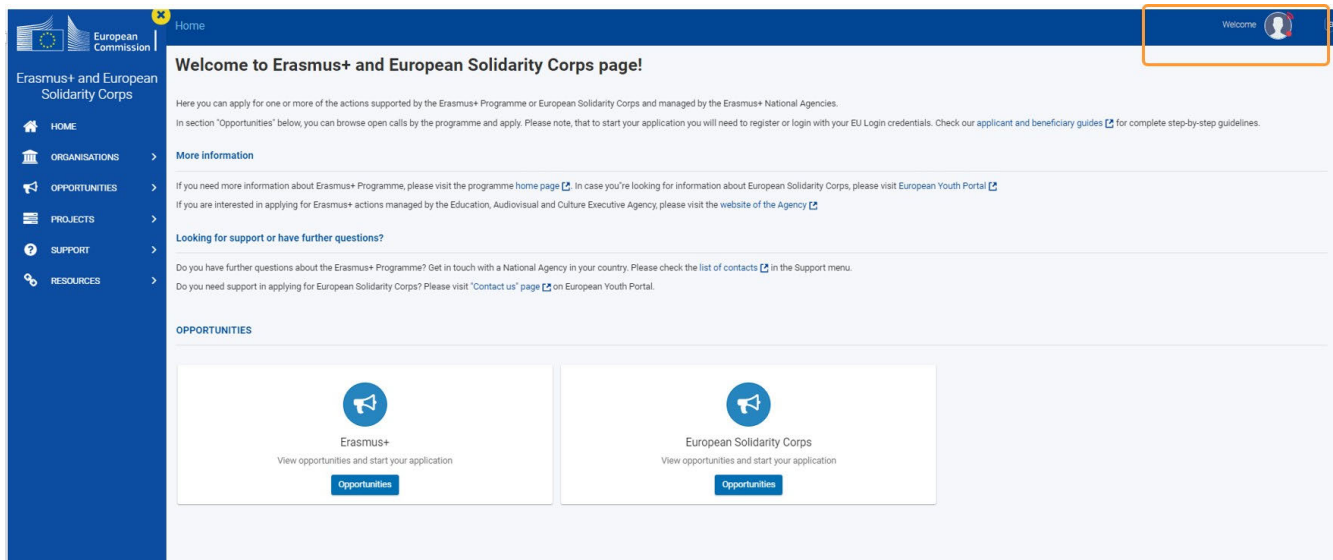 European
Commission
Erasmus+ and European
Solidarity Corps
HOME
ORGANISATIONS
OPPORTUNITIES
PROJECTS
SUPPORT
RESOURCES
Home
Welcome
Welcome to Erasmus+ and European Solidarity Corps page!
Here you can apply for one or more of the actions supported by the Erasmus+ Programme or European Solidarity Corps and managed by the Erasmus+ National Agencies.
In section "Opportunities" below, you can browse open calls by the programme and apply. Please note, that to start your application you will need to register or login with your EU Login credentials. Check our applicant and beneficiary guides for complete step-by-step guidelines.
More information
If you need more information about Erasmus+ Programme, please visit the programme home page. In case you"re looking for information about European Solidarity Corps, please visit European Youth Portal
If you are interested in applying for Erasmus+ actions managed by the Education, Audiovisual and Culture Executive Agency, please visit the website of the Agency
Looking for support or have further questions?
Do you have further questions about the Erasmus+ Programme? Get in touch with a National Agency in your country. Please check the list of contacts in the Support menu.
Do you need support in applying for European Solidarity Corps? Please visit "Contact us" page on European Youth Portal.
OPPORTUNITIES
Erasmus+
View opportunities and start your application
Opportunities
European Solidarity Corps
View opportunities and start your application
Opportunities